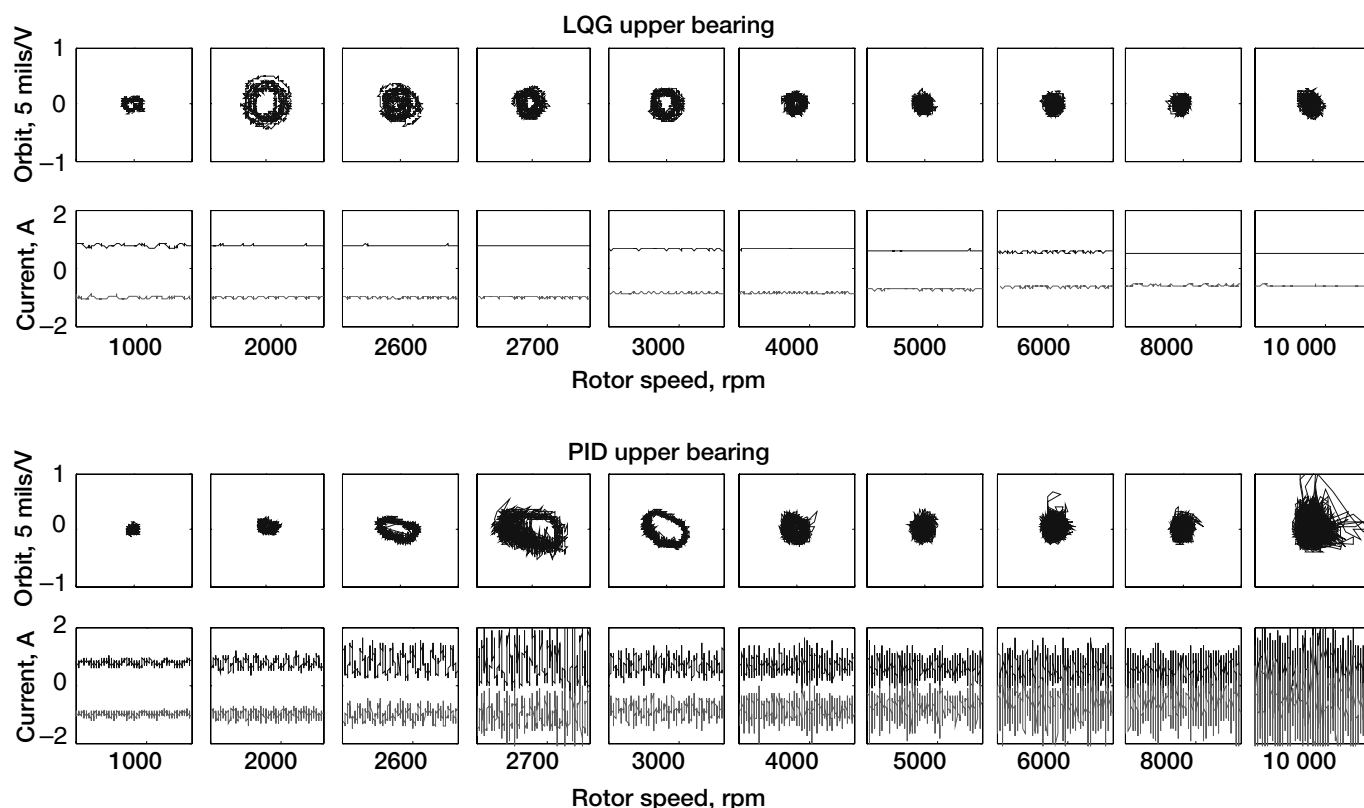 LQG upper bearing
Orbit, 5 mils/V
1
0
−1
Current, A
2
0
−2
1000 2000 2600 2700 3000 4000 5000 6000 8000 10 000
Rotor speed, rpm
PID upper bearing
Orbit, 5 mils/V
1
0
−1
Current, A
2
0
−2
1000 2000 2600 2700 3000 4000 5000 6000 8000 10 000
Rotor speed, rpm